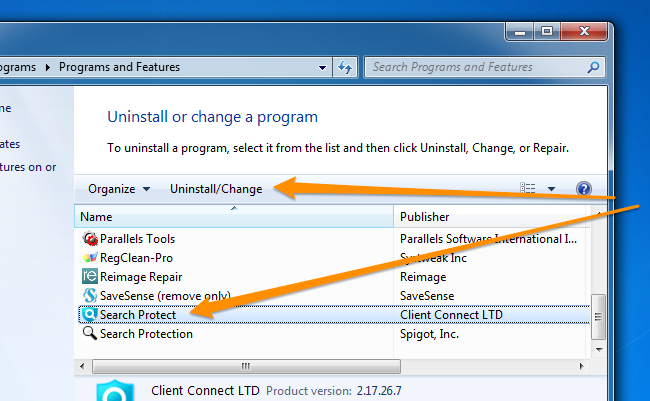 ograms ▸ Programs and Features
Search Programs and Features
me
Uninstall or change a program
ates
To uninstall a program, select it from the list and then click Uninstall, Change, or Repair.
tures on or
Organize Uninstall/Change
Name Publisher
Parallels Tools Parallels Software International I...
RegClean-Pro Systweak Inc
Reimage Repair Reimage
SaveSense (remove only) SaveSense
Search Protect Client Connect LTD
Search Protection Spigot, Inc.
Client Connect LTD Product version: 2.17.26.7